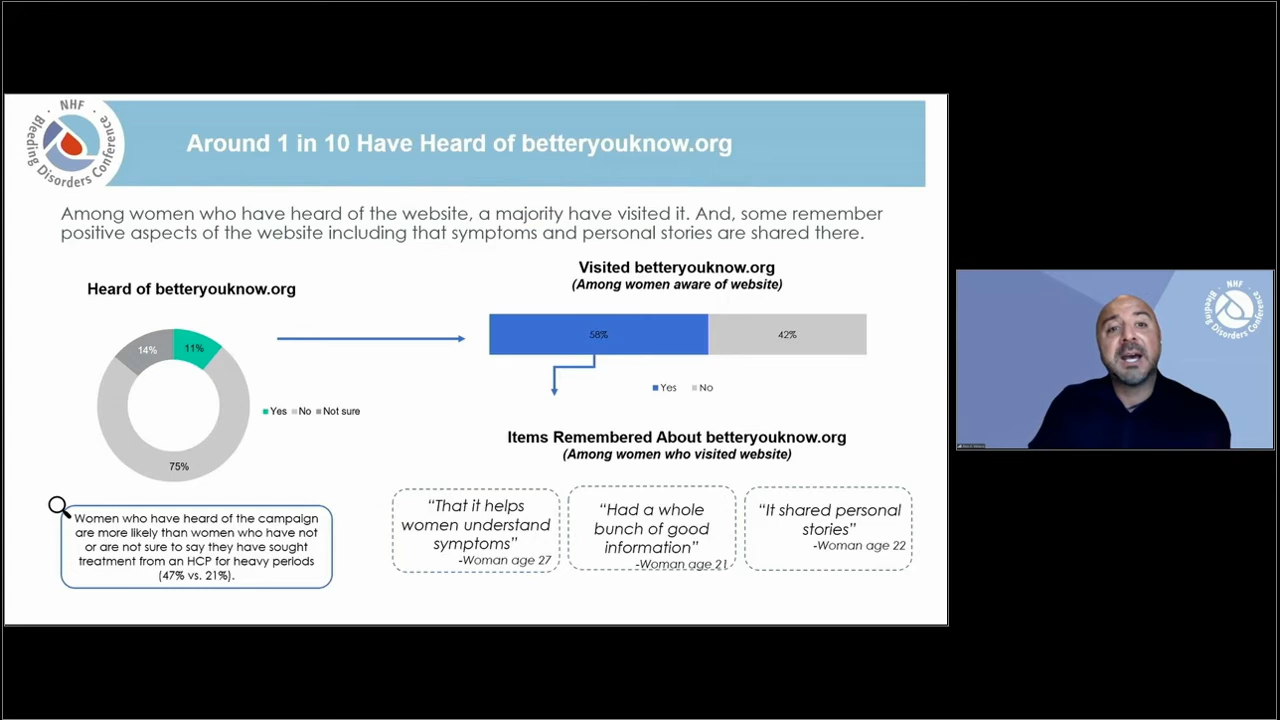 NHF
Bleeding Disorders Conference
Around 1 in 10 Have Heard of betteryouknow.org
Among women who have heard of the website, a majority have visited it. And, some remember
positive aspects of the website including that symptoms and personal stories are shared there.
Heard of betteryouknow.org
14%
11%
75%
Yes No Not sure
Women who have heard of the campaign
are more likely than women who have not
or are not sure to say they have sought
treatment from an HCP for heavy periods
(47% vs. 21%).
Visited betteryouknow.org
(Among women aware of website)
58%
42%
Yes No
Items Remembered About betteryouknow.org
(Among women who visited website)
“That it helps
women understand
symptoms”
-Woman age 27
“Had a whole
bunch of good
information”
-Woman age 21
“It shared personal
stories”
-Woman age 22
NHF
Bleeding Disorders Conference